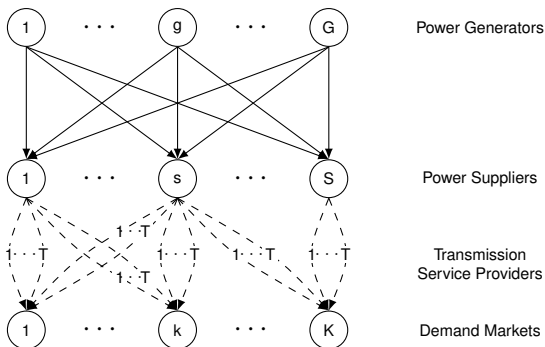 1 · · · g · · · G Power Generators
1 · · · s · · · S Power Suppliers
1 · · · T
1 · · · T 1 · · · T 1 · · · T 1 · · · T Transmission
1 · · · T Service Providers
1 · · · k · · · K Demand Markets